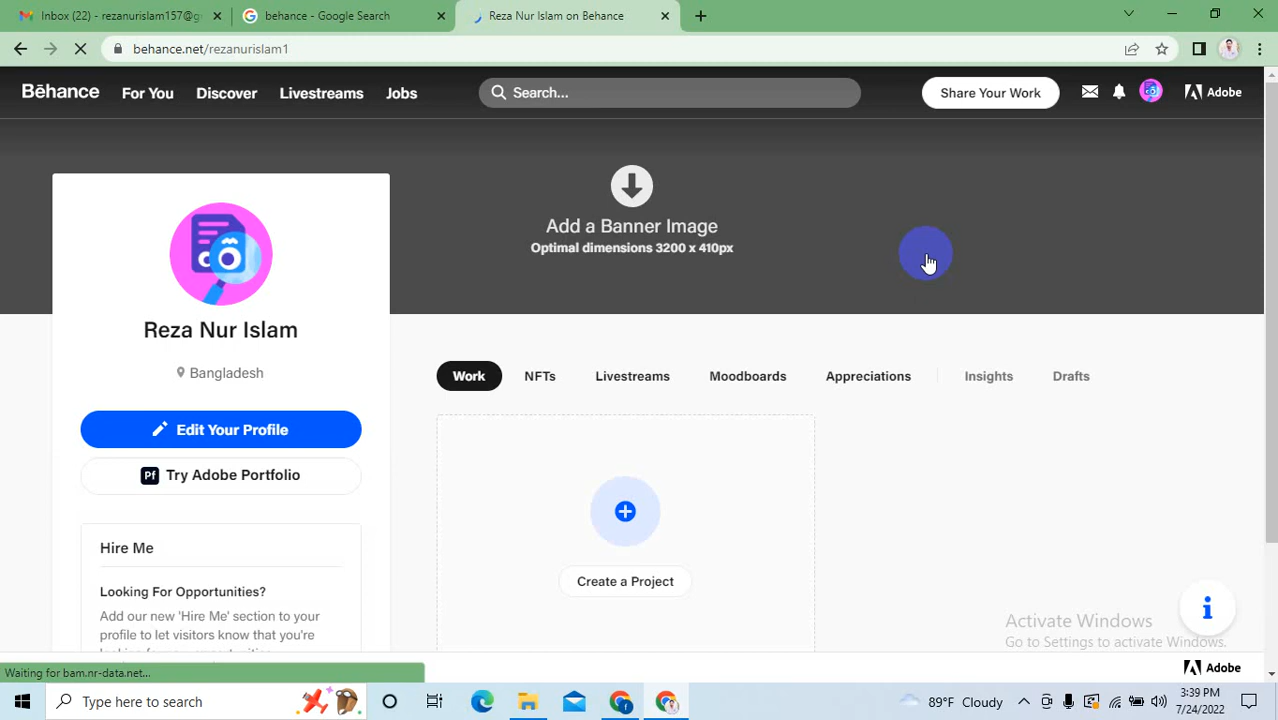 Inbox (22) - rezanurislam157@g
behance - Google Search
Reza Nur Islam on Behance
behance.net/rezanurislam1
Bēhance
For You
Discover
Livestreams
Jobs
Search...
Share Your Work
Adobe
Add a Banner Image
Optimal dimensions 3200 x 410px
Reza Nur Islam
Bangladesh
Edit Your Profile
Pf Try Adobe Portfolio
Hire Me
Looking For Opportunities?
Add our new 'Hire Me' section to your
profile to let visitors know that you're
Work
NFTs
Livestreams
Moodboards
Appreciations
Insights
Drafts
Create a Project
Activate Windows
Go to Settings to activate Windows.
Waiting for bam.nr-data.net...
Adobe
Type here to search
89°F Cloudy
3:39 PM
7/24/2022